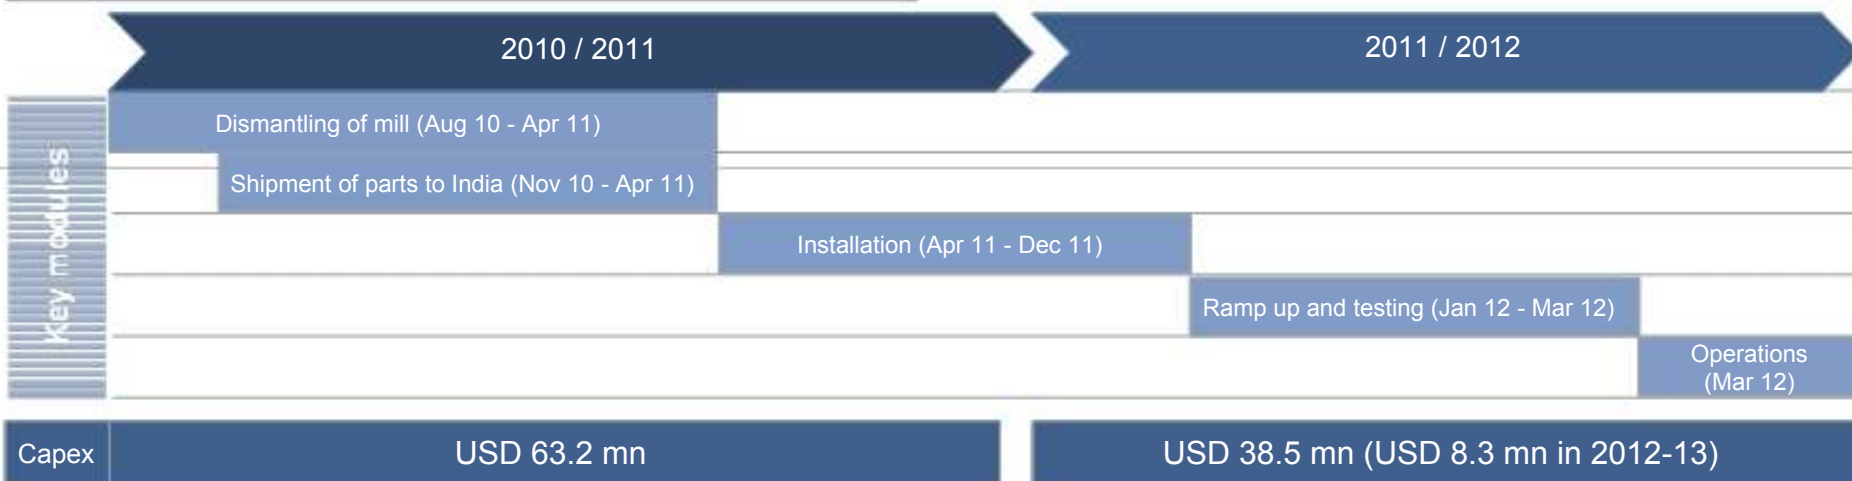 2010 / 2011
2011 / 2012
Key modules
Dismantling of mill (Aug 10 - Apr 11)
Shipment of parts to India (Nov 10 - Apr 11)
Installation (Apr 11 - Dec 11)
Ramp up and testing (Jan 12 - Mar 12)
Operations
(Mar 12)
Capex
USD 63.2 mn
USD 38.5 mn (USD 8.3 mn in 2012-13)